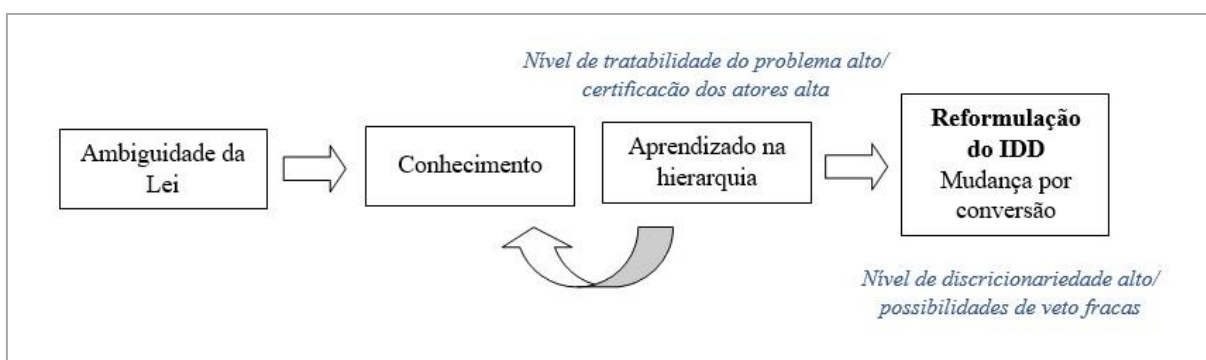 Nível de tratabilidade do problema alto/
certificacão dos atores alta
Ambiguidade da
Lei
Conhecimento
Aprendizado na
hierarquia
Reformulação
do IDD
Mudança por
conversão
Nível de discricionariedade alto/
possibilidades de veto fracas